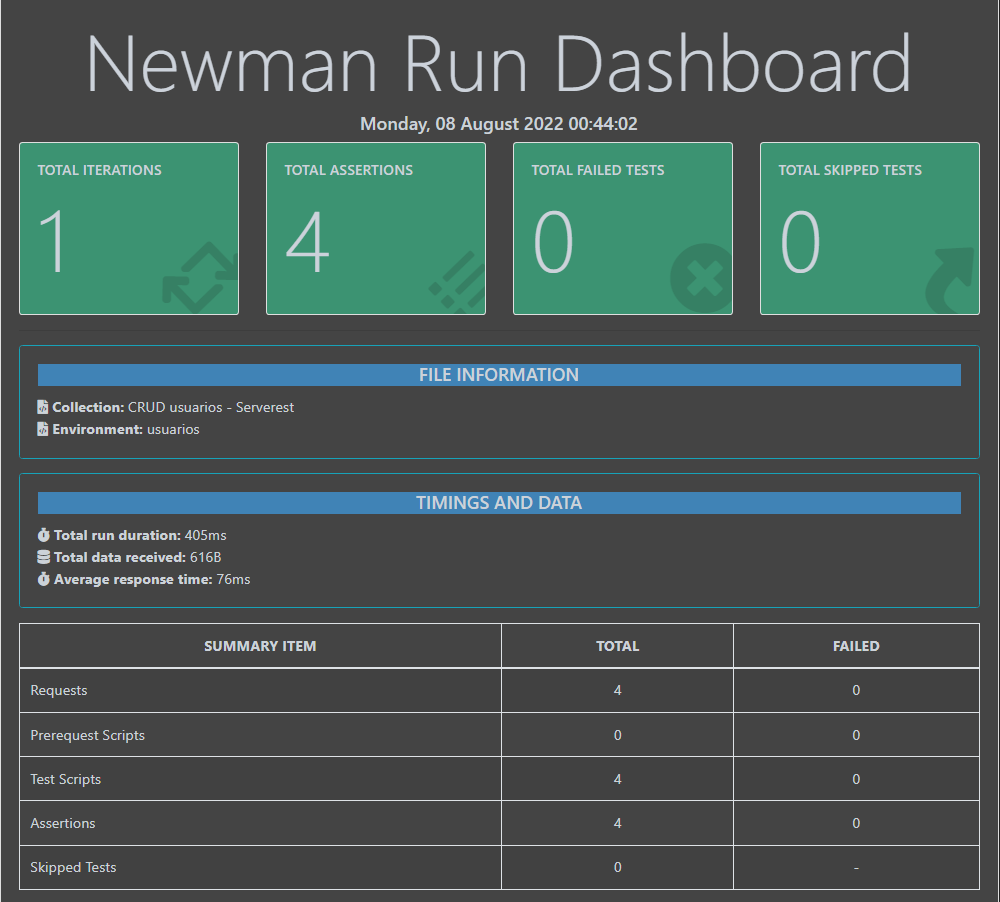 Newman Run Dashboard
Monday, 08 August 2022 00:44:02
TOTAL ITERATIONS
1
TOTAL ASSERTIONS
4
TOTAL FAILED TESTS
0
TOTAL SKIPPED TESTS
0
FILE INFORMATION
Collection: CRUD usuarios - Serverest
Environment: usuarios
TIMINGS AND DATA
Total run duration: 405ms
Total data received: 616B
Average response time: 76ms
SUMMARY ITEM TOTAL FAILED
Requests 4 0
Prerequest Scripts 0 0
Test Scripts 4 0
Assertions 4 0
Skipped Tests 0 -